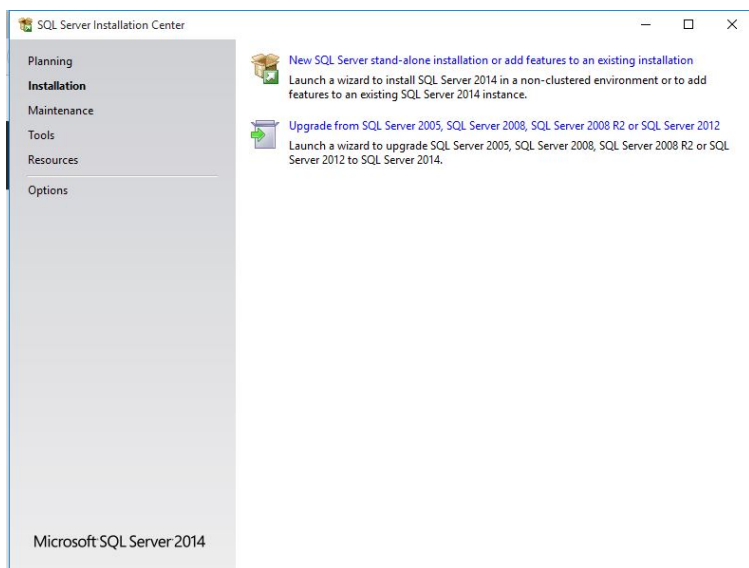 SQL Server Installation Center
Planning
Installation
Maintenance
Tools
Resources
Options
New SQL Server stand-alone installation or add features to an existing installation
Launch a wizard to install SQL Server 2014 in a non-clustered environment or to add
features to an existing SQL Server 2014 instance.
Upgrade from SQL Server 2005, SQL Server 2008, SQL Server 2008 R2 or SQL Server 2012
Launch a wizard to upgrade SQL Server 2005, SQL Server 2008, SQL Server 2008 R2 or SQL
Server 2012 to SQL Server 2014.
Microsoft SQL Server 2014